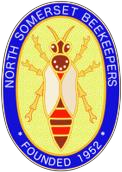 NORTH SOMERSET BEEKEEPERS
• FOUNDED 1952 •